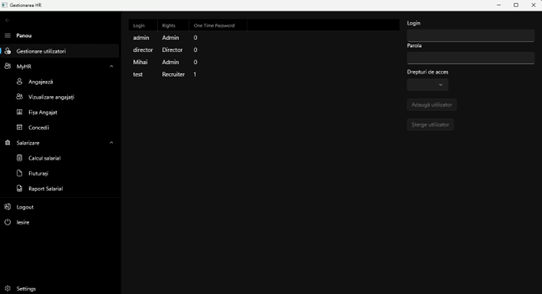 Gestionarea HR
Panou
Gestionare utilizatori
MyHR
Angajează
Vizualizare angajați
Fișa Angajat
Concedii
Salarizare
Calcul salarial
Fluturași
Raport Salarial
Logout
Iesire
Settings
Login Rights One Time Password
admin Admin 0
director Director 0
Mihai Admin 0
test Recruiter 1
Login
Parola
Drepturi de acces
Adaugă utilizator
Șterge utilizator